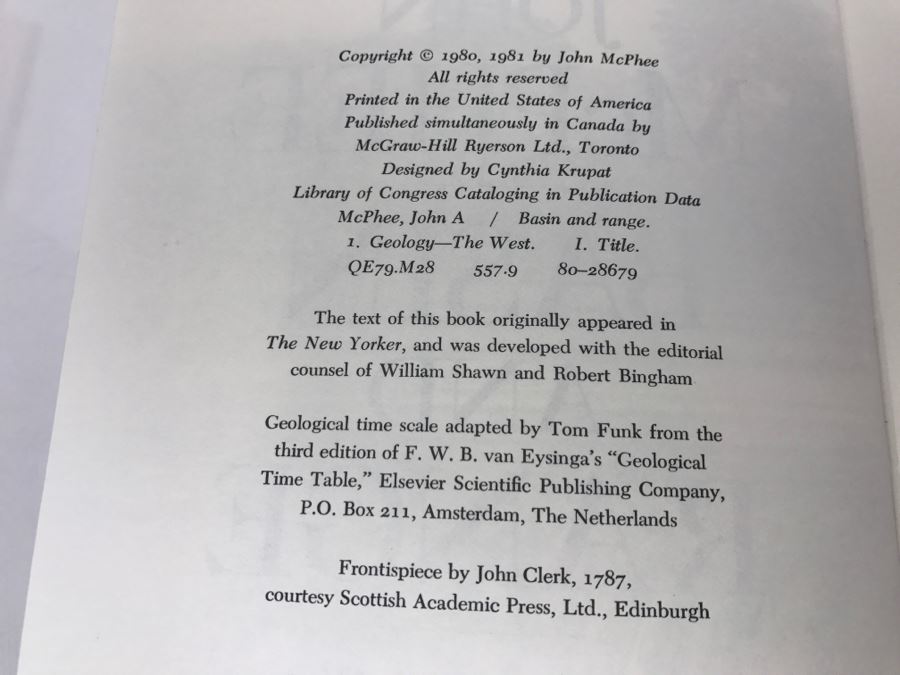 Copyright © 1980, 1981 by John McPhee
All rights reserved
Printed in the United States of America
Published simultaneously in Canada by
McGraw-Hill Ryerson Ltd., Toronto
Designed by Cynthia Krupat
Library of Congress Cataloging in Publication Data
McPhee, John A / Basin and range.
1. Geology—The West. I. Title.
QE79.M28 557.9 80–28679
The text of this book originally appeared in
The New Yorker, and was developed with the editorial
counsel of William Shawn and Robert Bingham
Geological time scale adapted by Tom Funk from the
third edition of F. W. B. van Eysinga's “Geological
Time Table,” Elsevier Scientific Publishing Company,
P.O. Box 211, Amsterdam, The Netherlands
Frontispiece by John Clerk, 1787,
courtesy Scottish Academic Press, Ltd., Edinburgh